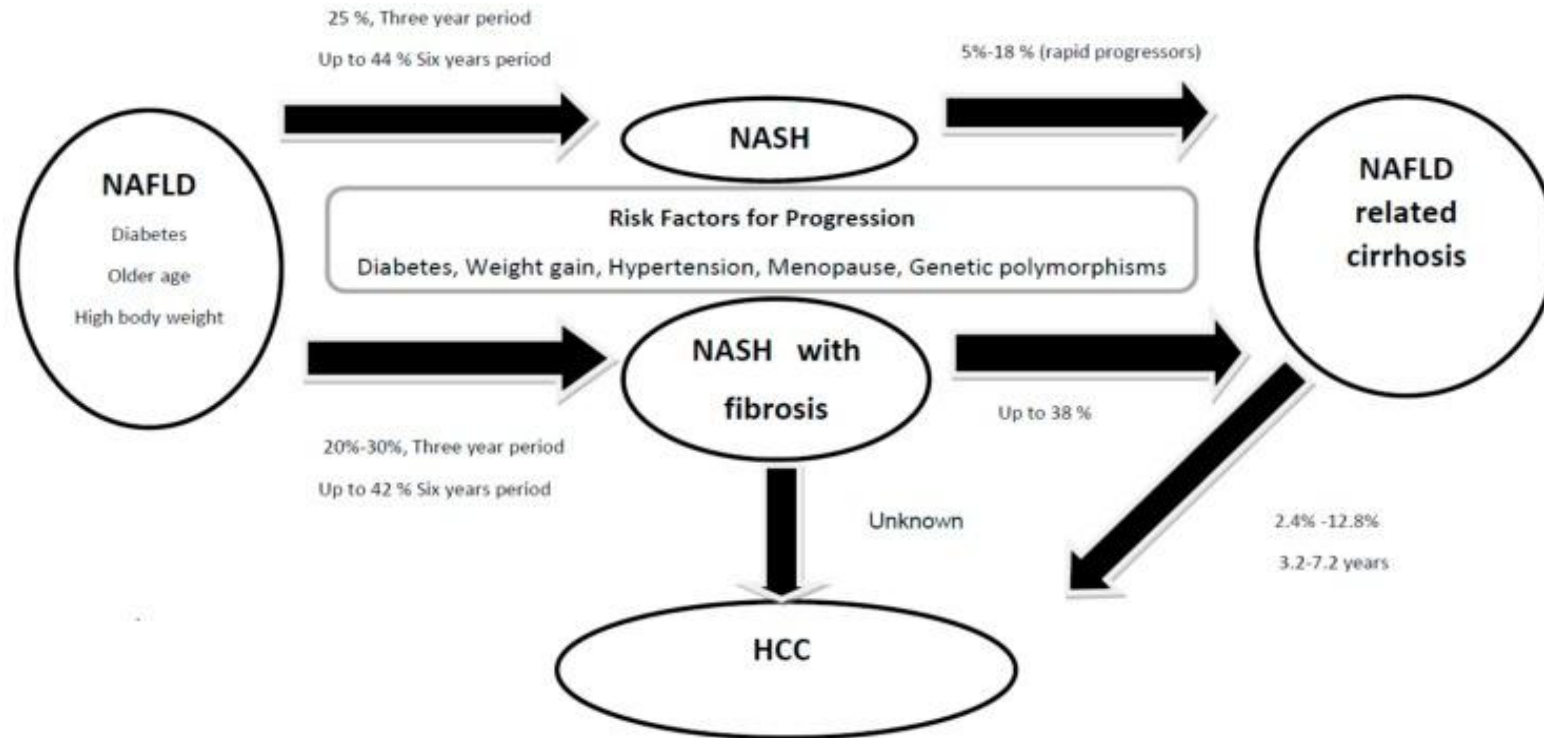 25 %, Three year period
Up to 44 % Six years period
5%-18 % (rapid progressors)
NASH
NAFLD
Diabetes
Older age
High body weight
NAFLD
related
cirrhosis
Risk Factors for Progression
Diabetes, Weight gain, Hypertension, Menopause, Genetic polymorphisms
NASH with
fibrosis
Up to 38 %
20%-30%, Three year period
Up to 42 % Six years period
Unknown
2.4% -12.8%
3.2-7.2 years
HCC